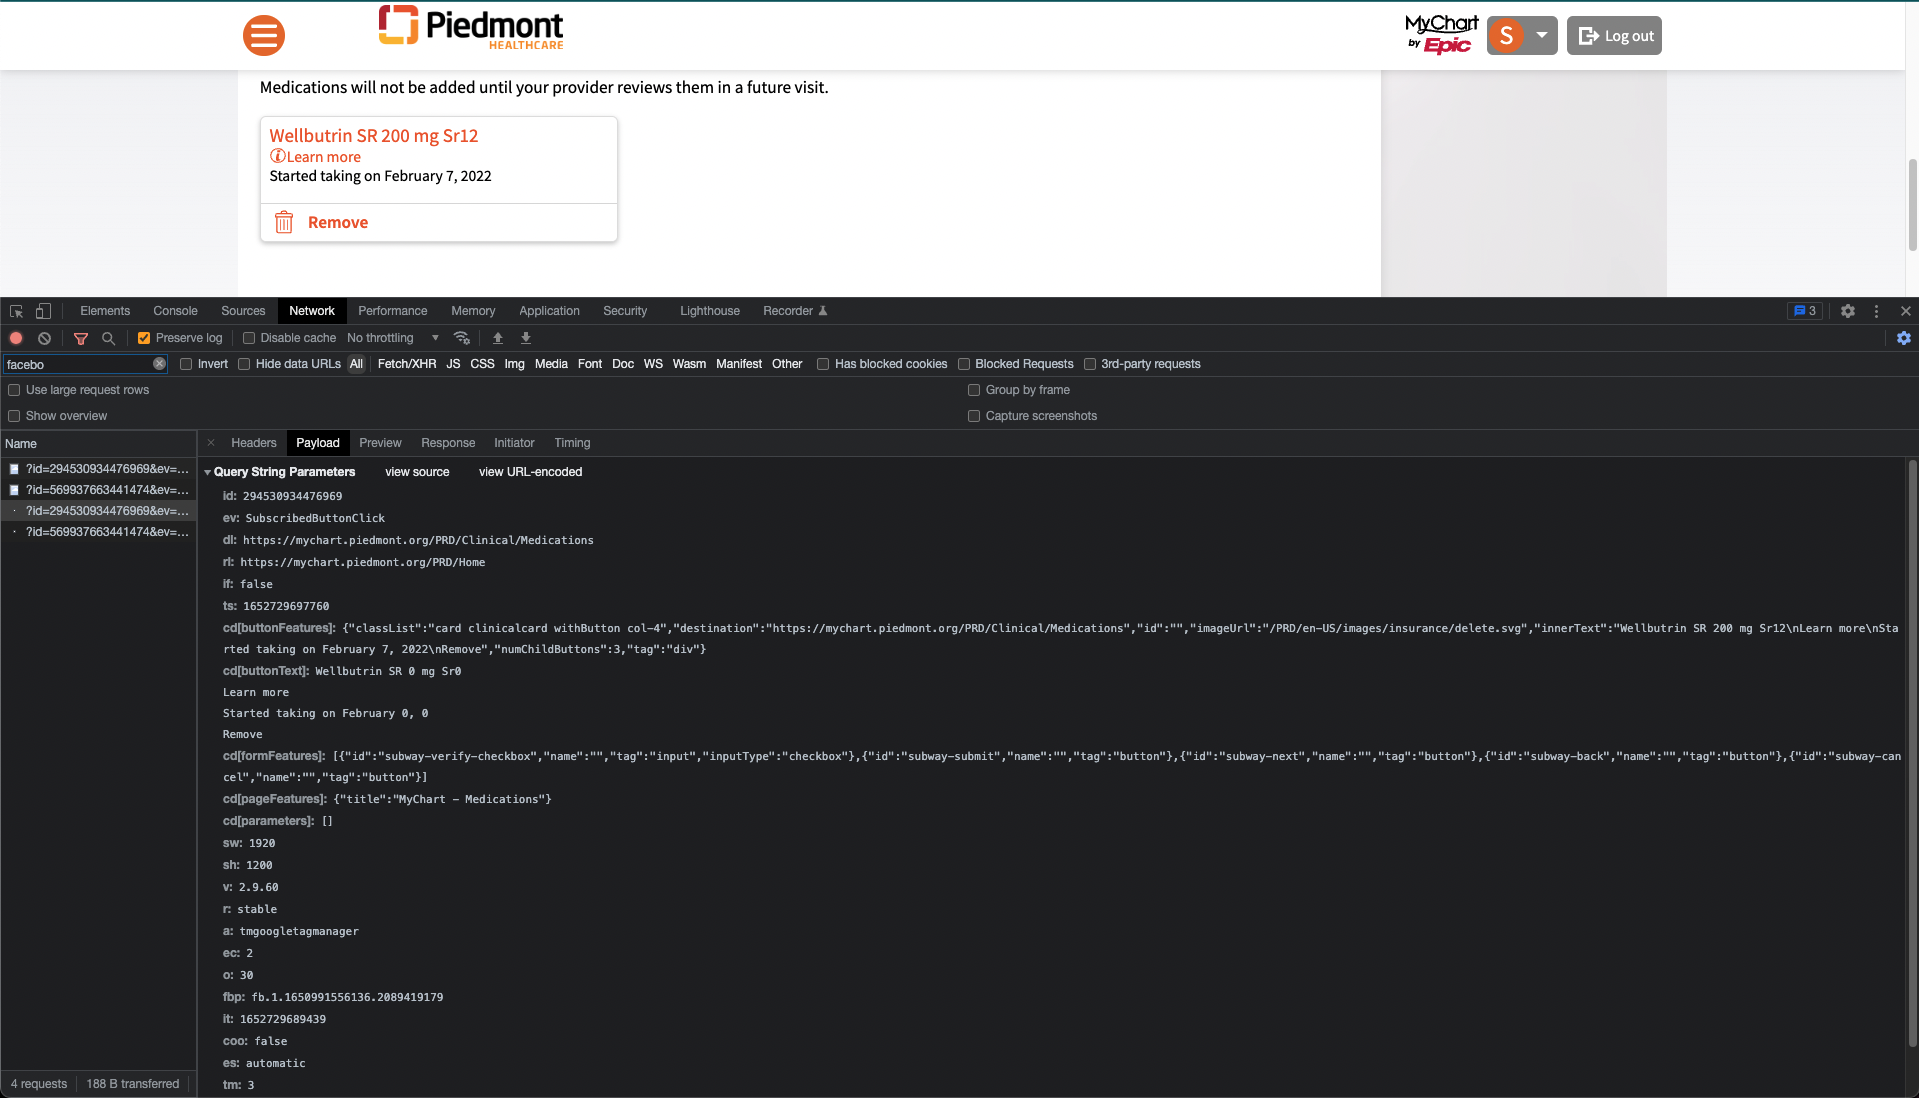 Piedmont
HEALTHCARE
MyChart
by Epic
S
Log out
Medications will not be added until your provider reviews them in a future visit.
Wellbutrin SR 200 mg Sr12
Learn more
Started taking on February 7, 2022
Remove
Elements Console Sources Network Performance Memory Application Security Lighthouse Recorder 3
Preserve log Disable cache No throttling
facebo Invert Hide data URLs All Fetch/XHR JS CSS Img Media Font Doc WS Wasm Manifest Other Has blocked cookies Blocked Requests 3rd-party requests
Use large request rows Group by frame
Show overview Capture screenshots
Name
?id=294530934476969&ev=...
?id=569937663441474&ev=...
?id=294530934476969&ev=...
?id=569937663441474&ev=...
4 requests 188 B transferred
× Headers Payload Preview Response Initiator Timing
Query String Parameters view source view URL-encoded
id: 294530934476969
ev: SubscribedButtonClick
dl: https://mychart.piedmont.org/PRD/Clinical/Medications
rl: https://mychart.piedmont.org/PRD/Home
if: false
ts: 1652729697760
cd[buttonFeatures]: {"classList":"card clinicalcard withButton col-4","destination":"https://mychart.piedmont.org/PRD/Clinical/Medications","id":"","imageUrl":"/PRD/en-US/images/insurance/delete.svg","innerText":"Wellbutrin SR 200 mg Sr12\nLearn more\nSta
rted taking on February 7, 2022\nRemove","numChildButtons":3,"tag":"div"}
cd[buttonText]: Wellbutrin SR 0 mg Sr0
Learn more
Started taking on February 0, 0
Remove
cd[formFeatures]: [{"id":"subway-verify-checkbox","name":"","tag":"input","inputType":"checkbox"},{"id":"subway-submit","name":"","tag":"button"},{"id":"subway-next","name":"","tag":"button"},{"id":"subway-back","name":"","tag":"button"},{"id":"subway-can
cel","name":"","tag":"button"}]
cd[pageFeatures]: {"title":"MyChart - Medications"}
cd[parameters]: []
sw: 1920
sh: 1200
v: 2.9.60
r: stable
a: tmgoogletagmanager
ec: 2
o: 30
fbp: fb.1.1650991556136.2089419179
it: 1652729689439
coo: false
es: automatic
tm: 3